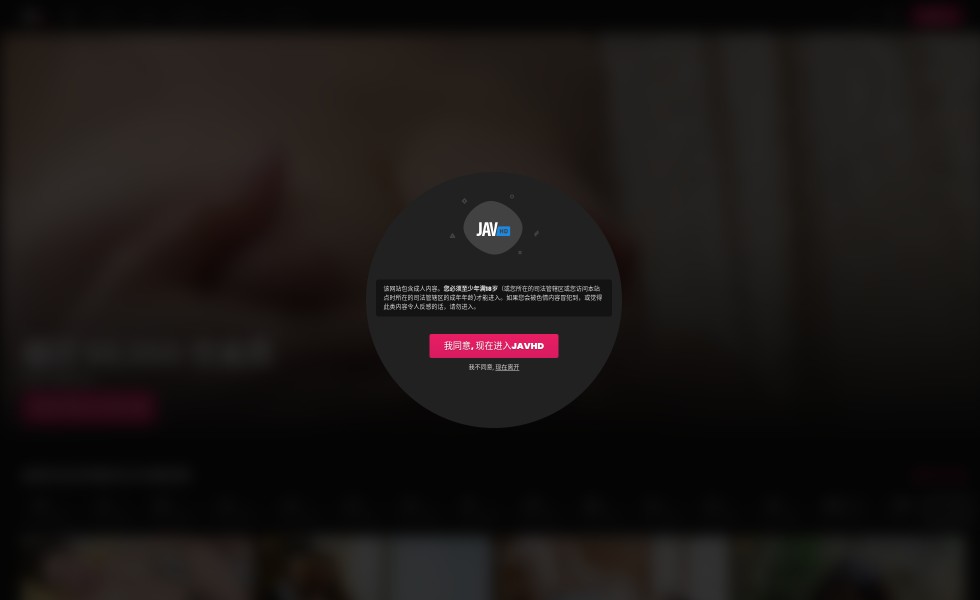 JAV HD
该网站包含成人内容。您必须至少年满18岁（或您所在的司法管辖区或您访问本站
点时所在的司法管辖区的成年年龄)才能进入。如果您会被色情内容冒犯到，或觉得
此类内容令人反感的话，请勿进入。
我同意, 现在进入JAVHD
我不同意, 现在离开